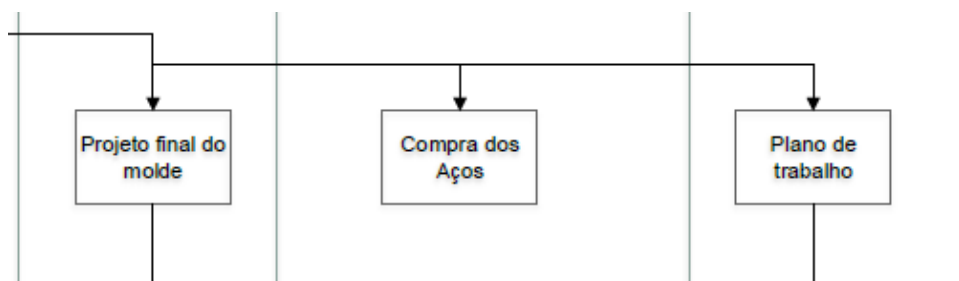 Projeto final do
molde
Compra dos
Aços
Plano de
trabalho